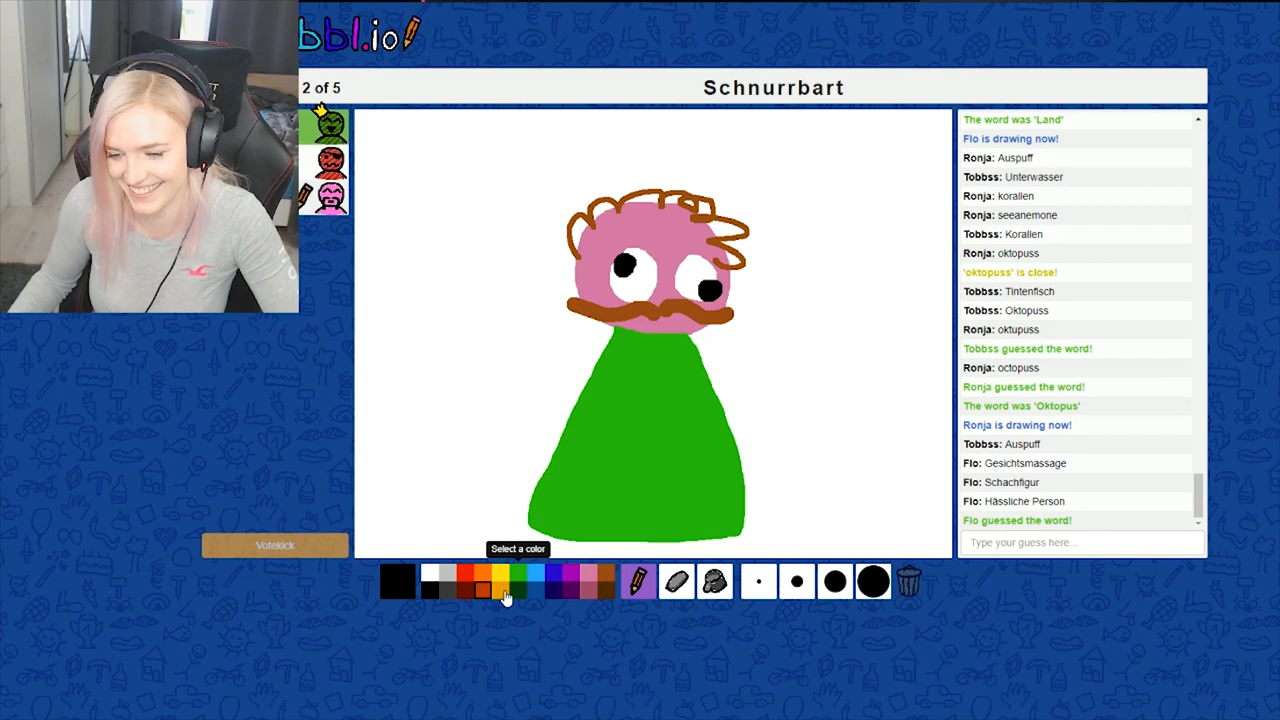 bbl.io
2 of 5
Schnurrbart
The word was 'Land'
Flo is drawing now!
Ronja: Auspuff
Tobbss: Unterwasser
Ronja: korallen
Ronja: seeanemone
Tobbss: Korallen
Ronja: oktopuss
'oktopuss' is close!
Tobbss: Tintenfisch
Tobbss: Oktopuss
Ronja: oktupuss
Tobbss guessed the word!
Ronja: octopuss
Ronja guessed the word!
The word was 'Oktopus'
Ronja is drawing now!
Tobbss: Auspuff
Flo: Gesichtsmassage
Flo: Schachfigur
Flo: Hässliche Person
Flo guessed the word!
Type your guess here...
Votekick
Select a color